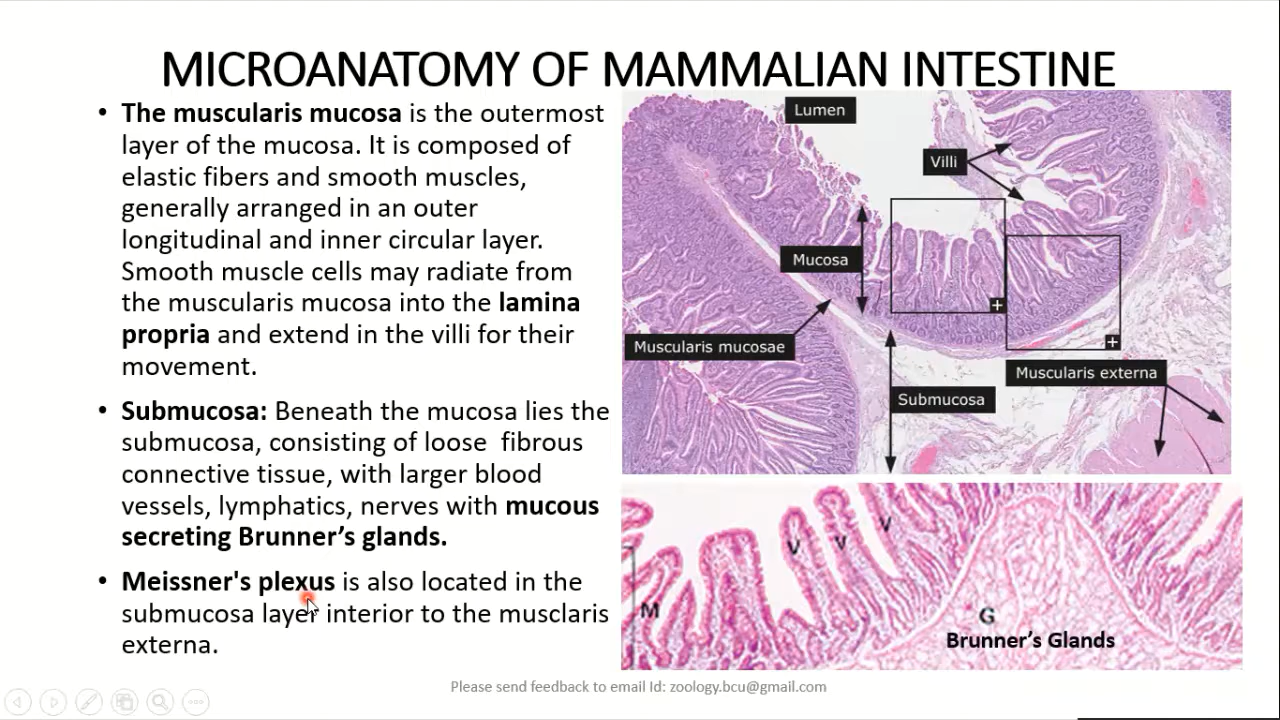 MICROANATOMY OF MAMMALIAN INTESTINE
• The muscularis mucosa is the outermost
layer of the mucosa. It is composed of
elastic fibers and smooth muscles,
generally arranged in an outer
longitudinal and inner circular layer.
Smooth muscle cells may radiate from
the muscularis mucosa into the lamina
propria and extend in the villi for their
movement.
• Submucosa: Beneath the mucosa lies the
submucosa, consisting of loose fibrous
connective tissue, with larger blood
vessels, lymphatics, nerves with mucous
secreting Brunner’s glands.
• Meissner's plexus is also located in the
submucosa layer interior to the musclaris
externa.
Lumen
Villi
Mucosa
Muscularis mucosae
Muscularis externa
Submucosa
V
V
V
M
G
Brunner’s Glands
Please send feedback to email Id: zoology.bcu@gmail.com